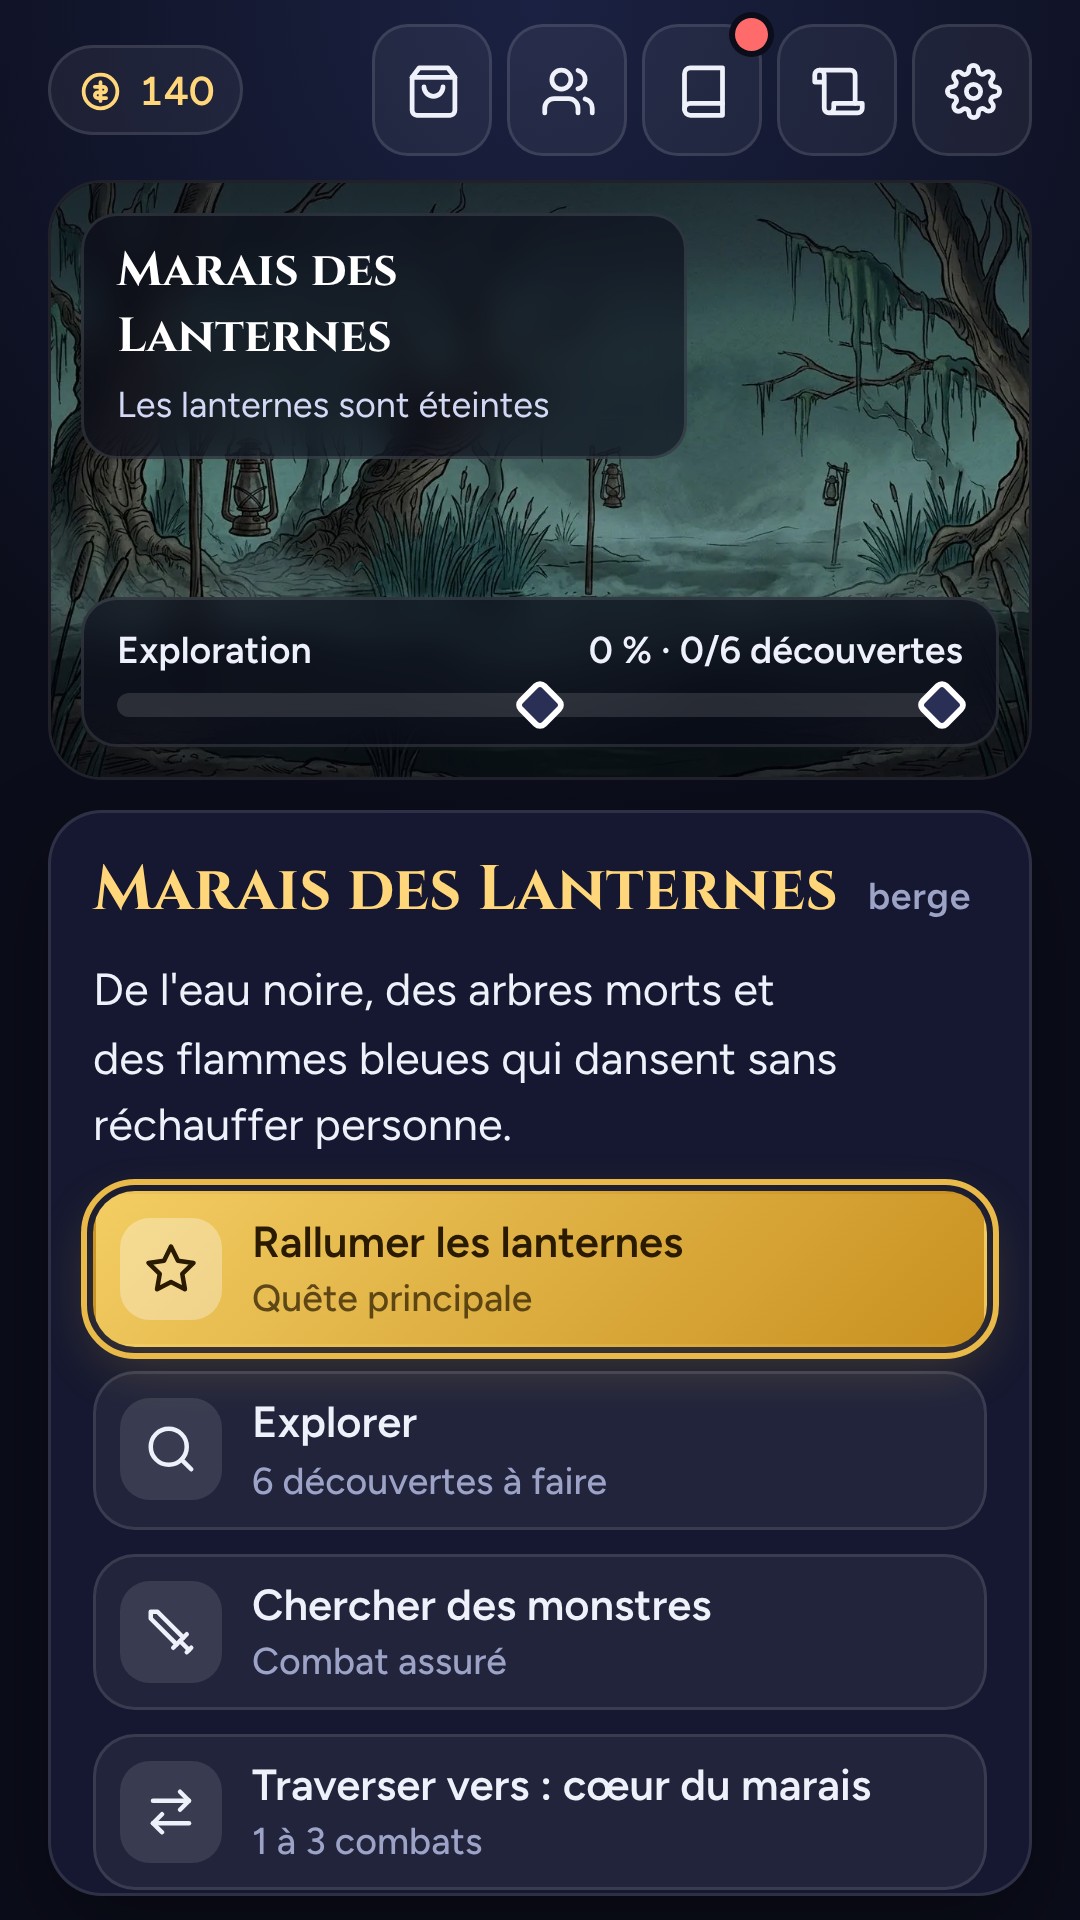 140
Marais des
Lanternes
Les lanternes sont éteintes
Exploration
0 % · 0/6 découvertes
Marais des Lanternes berge
De l'eau noire, des arbres morts et
des flammes bleues qui dansent sans
réchauffer personne.
Rallumer les lanternes
Quête principale
Explorer
6 découvertes à faire
Chercher des monstres
Combat assuré
Traverser vers : cœur du marais
1 à 3 combats